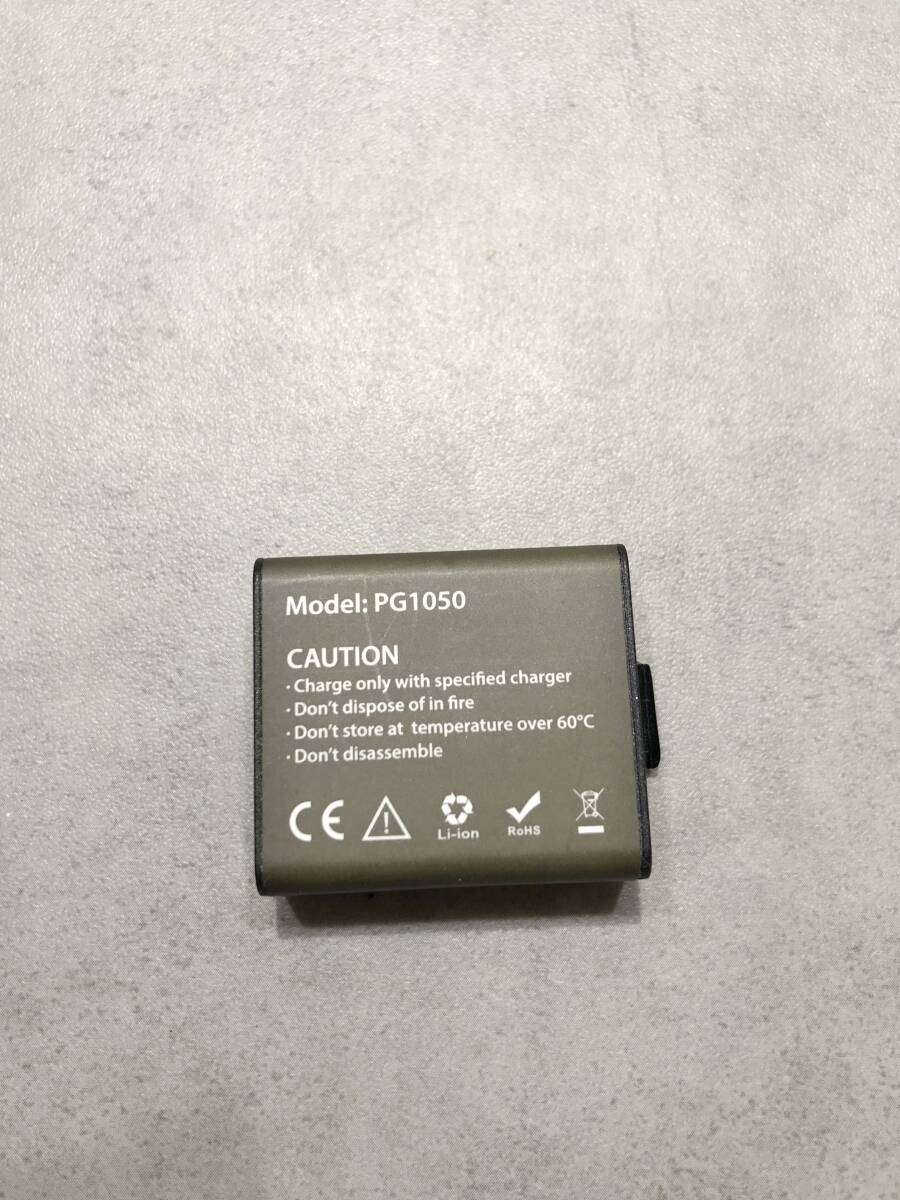 Model: PG1050
CAUTION
· Charge only with specified charger
· Don't dispose of in fire
· Don't store at temperature over 60°C
· Don't disassemble
CE
Li-ion
RoHS